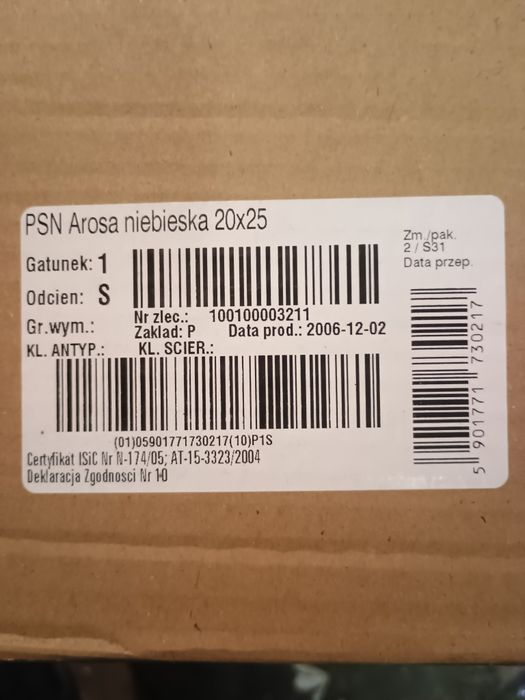 PSN Arosa niebieska 20x25
Gatunek: 1
Odcien: S
Nr zlec.: 100100003211
Gr.wym.:
Zaklad: P Data prod.: 2006-12-02
KL. ANTYP.: KL. SCIER.:
(01)05901771730217(10)P1S
Certyfikat ISiC Nr N-174/05; AT-15-3323/2004
Deklaracja Zgodnosci Nr 1-0
Zm./pak.
2 / S31
Data przep.
5 901771 730217